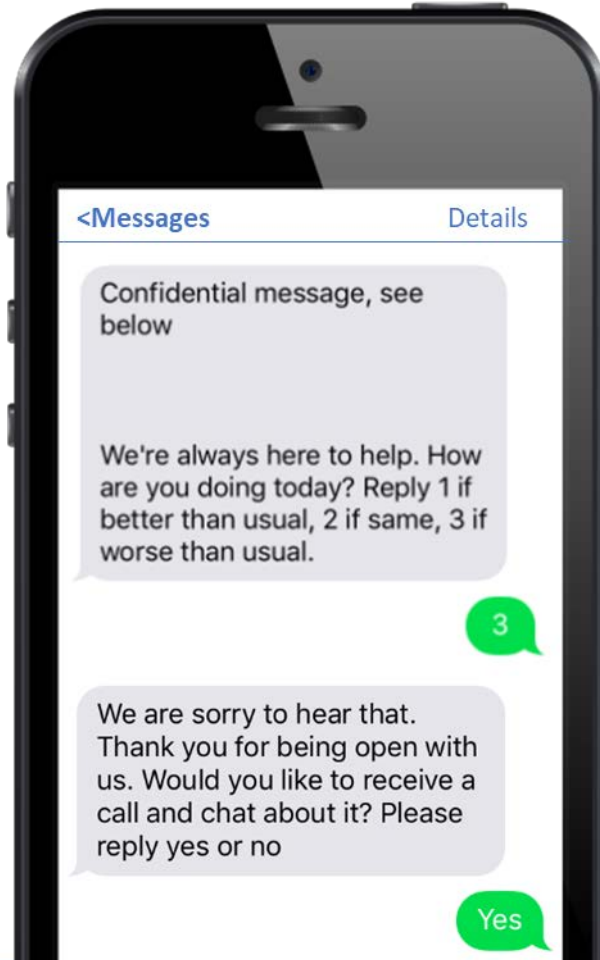 <Messages
Details
Confidential message, see
below
We're always here to help. How
are you doing today? Reply 1 if
better than usual, 2 if same, 3 if
worse than usual.
3
We are sorry to hear that.
Thank you for being open with
us. Would you like to receive a
call and chat about it? Please
reply yes or no
Yes